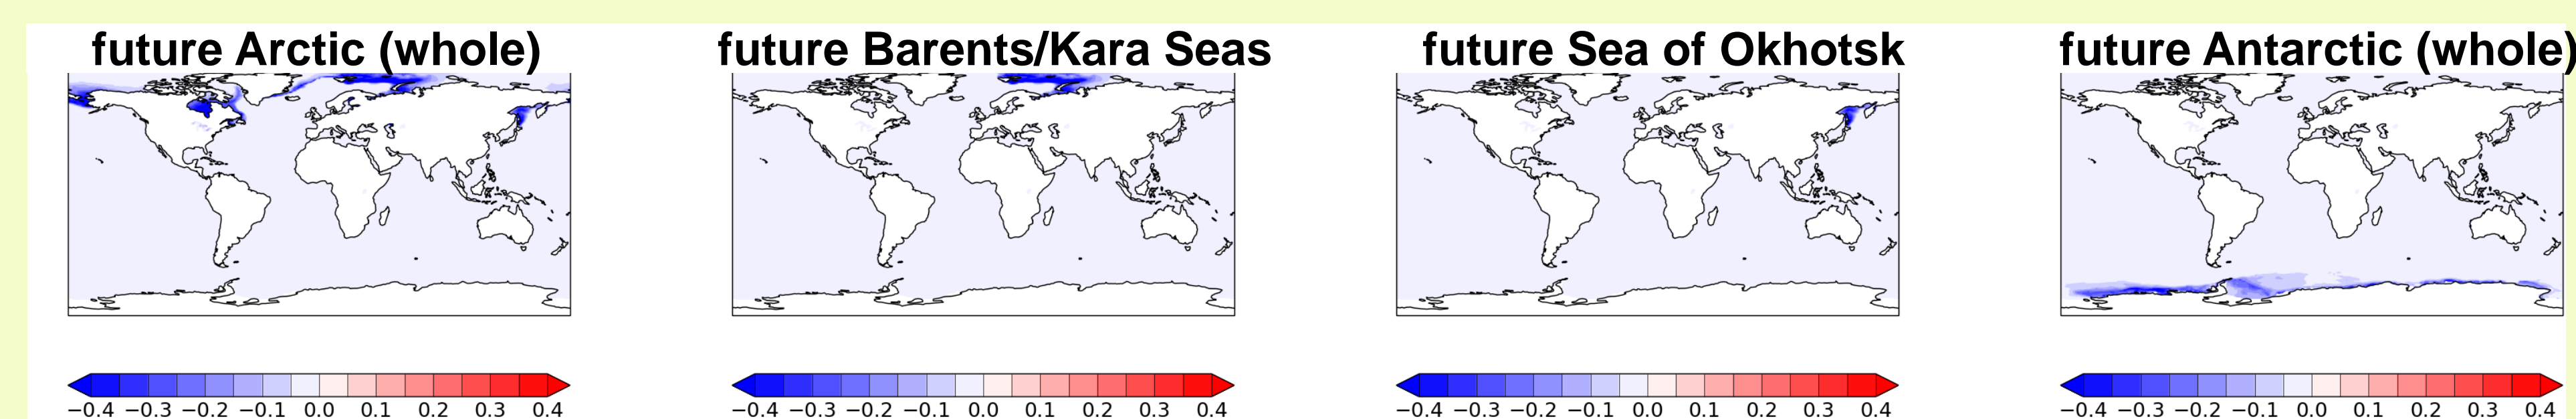 future Arctic (whole)
future Barents/Kara Seas
future Sea of Okhotsk
future Antarctic (whole)
−0.4 −0.3 −0.2 −0.1 0.0 0.1 0.2 0.3 0.4
−0.4 −0.3 −0.2 −0.1 0.0 0.1 0.2 0.3 0.4
−0.4 −0.3 −0.2 −0.1 0.0 0.1 0.2 0.3 0.4
−0.4 −0.3 −0.2 −0.1 0.0 0.1 0.2 0.3 0.4